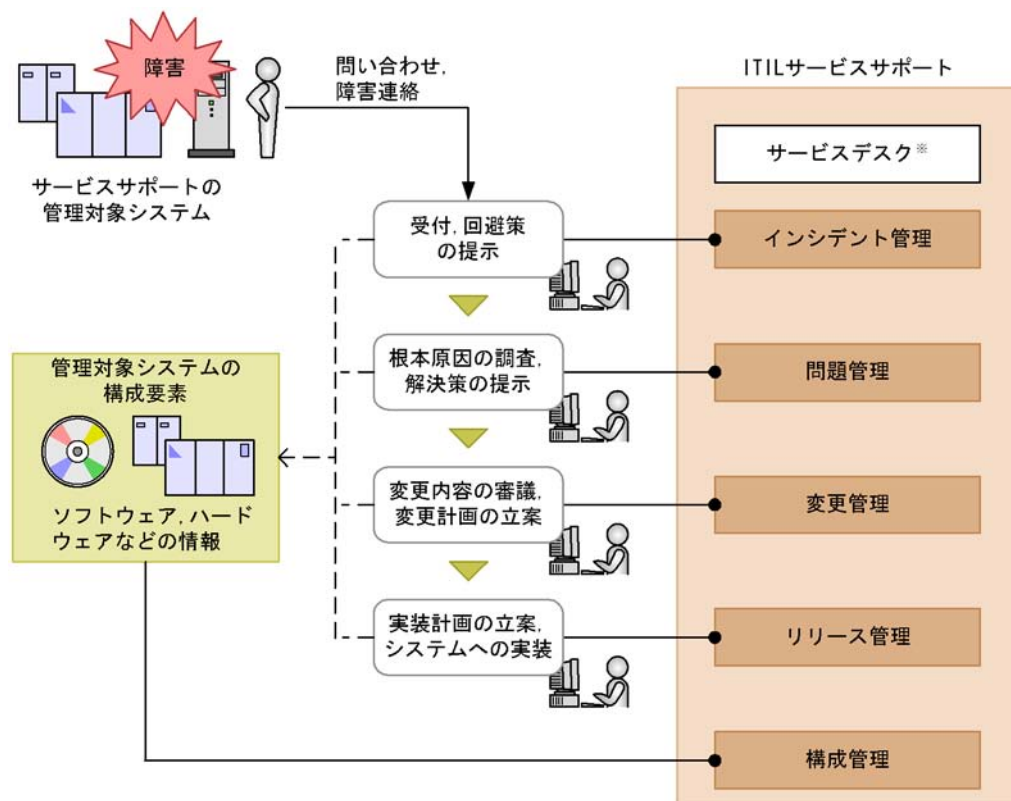 障害
問い合わせ,
障害連絡
サービスサポートの
管理対象システム
ITILサービスサポート
サービスデスク※
受付,回避策
の提示
インシデント管理
根本原因の調査,
解決策の提示
問題管理
管理対象システムの
構成要素
ソフトウェア,ハード
ウェアなどの情報
変更内容の審議,
変更計画の立案
変更管理
実装計画の立案,
システムへの実装
リリース管理
構成管理